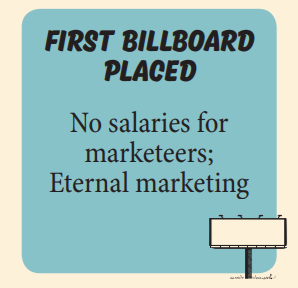 FIRST BILLBOARD
PLACED
No salaries for
marketeers;
Eternal marketing